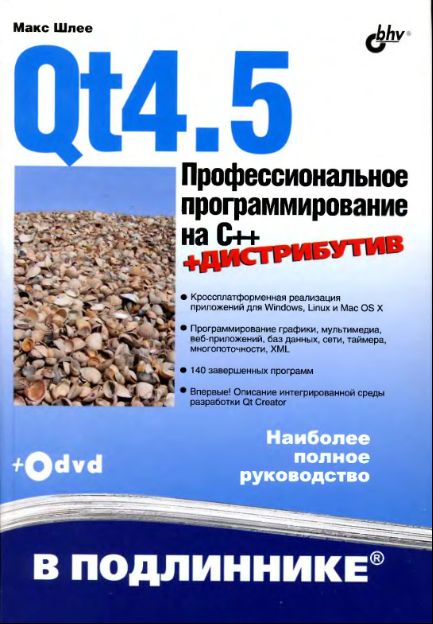 Макс Шлее
bhv®
Qt4.5
Профессиональное
программирование
на C++
+ДИСТРИБУТИВ
● Кроссплатформенная реализация
приложений для Windows, Linux и Mac OS X
● Программирование графики, мультимедиа,
веб-приложений, баз данных, сети, таймера,
многопоточности, XML
● 140 завершенных программ
● Впервые! Описание интегрированной среды
разработки Qt Creator
Наиболее
полное
руководство
+dvd
В ПОДЛИННИКЕ®